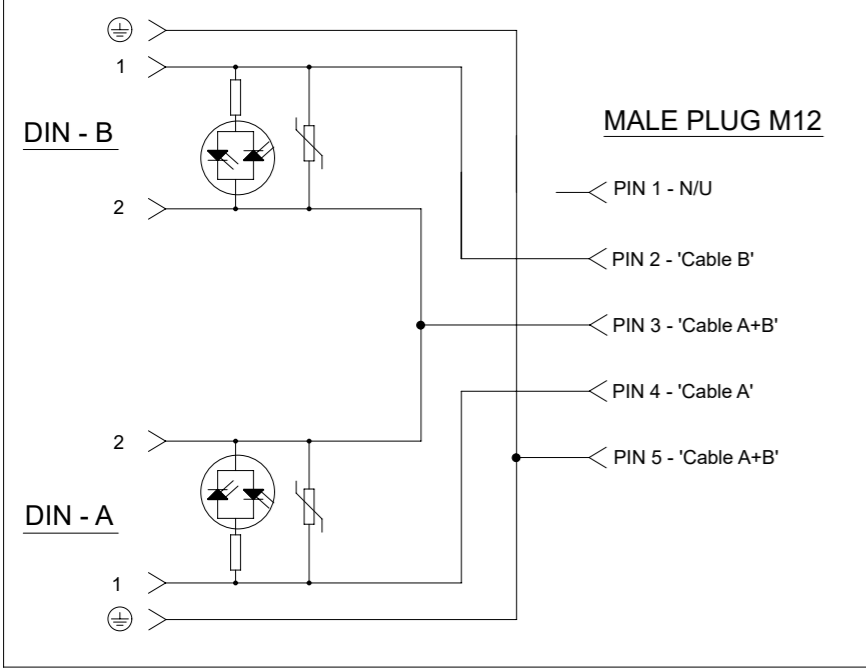 1
DIN - B
MALE PLUG M12
PIN 1 - N/U
2
PIN 2 - 'Cable B'
PIN 3 - 'Cable A+B'
PIN 4 - 'Cable A'
2
PIN 5 - 'Cable A+B'
DIN - A
1